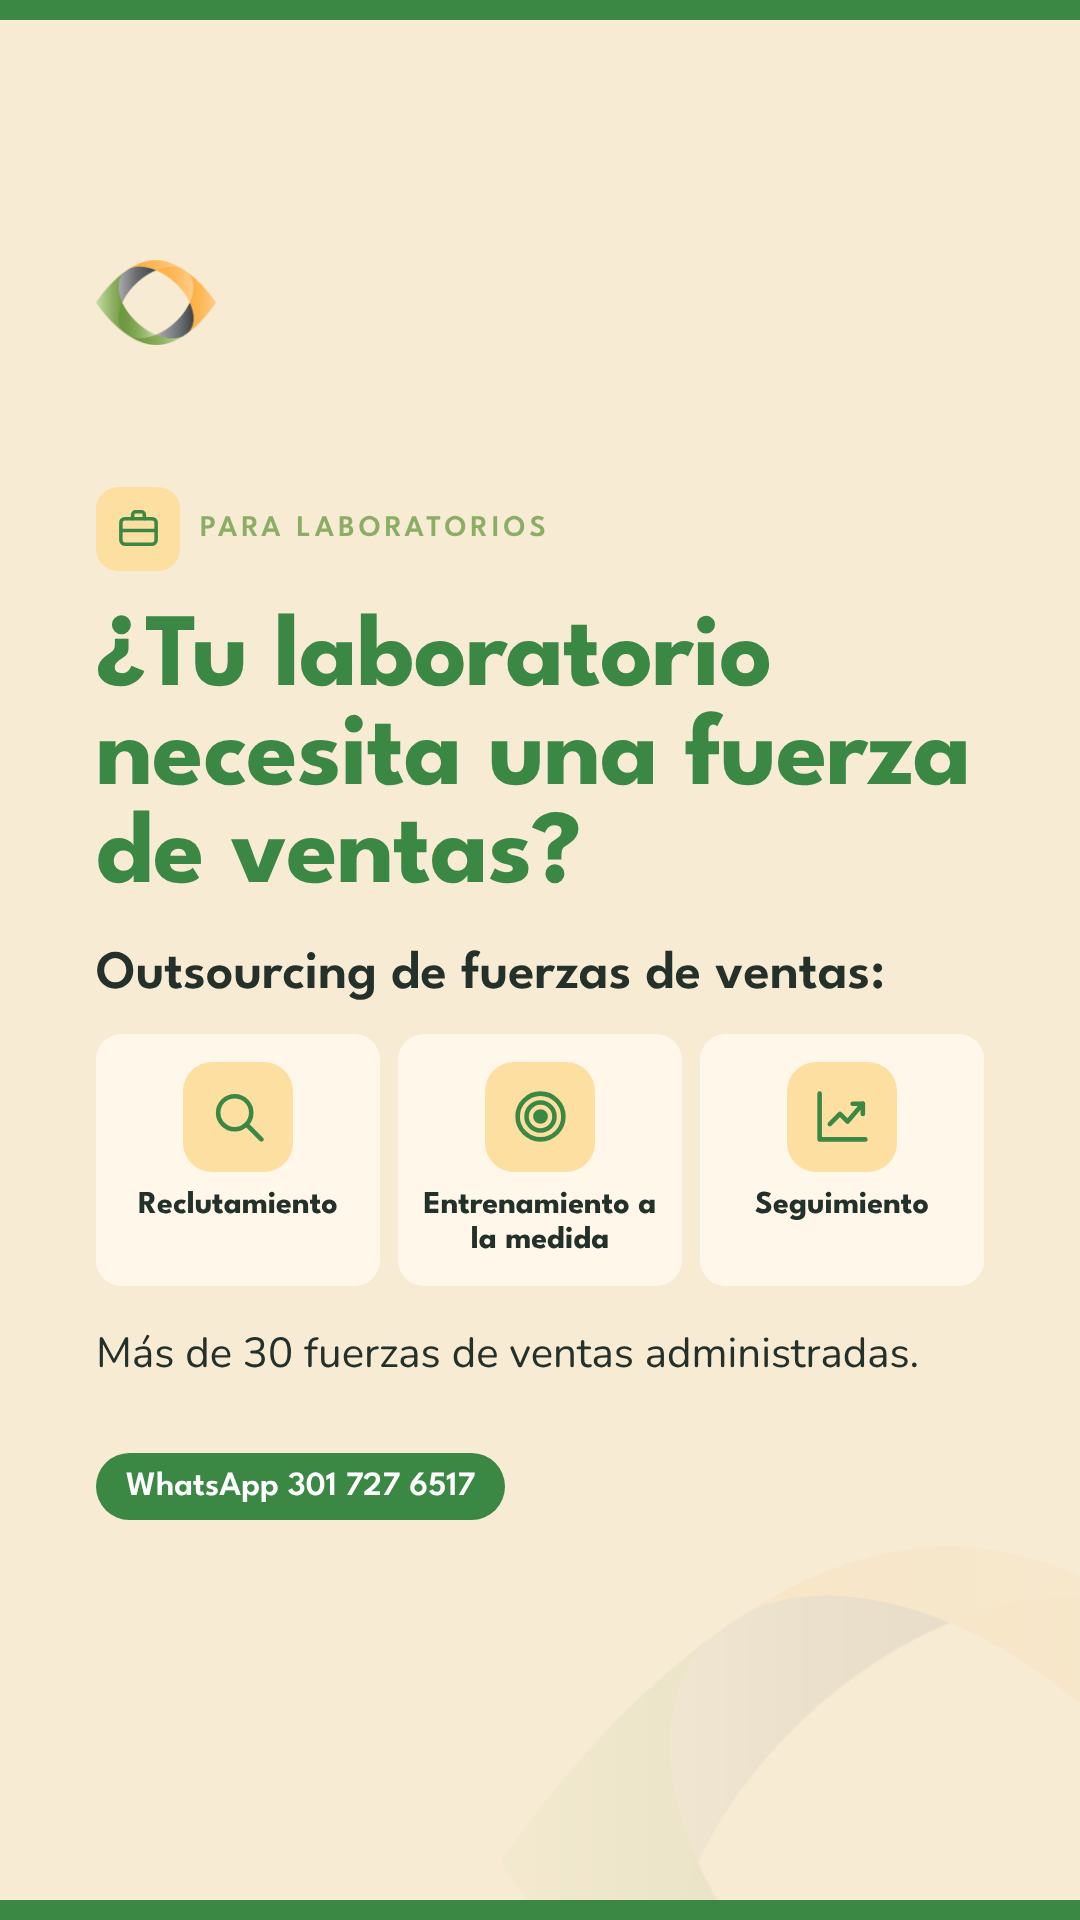 PARA LABORATORIOS
¿Tu laboratorio
necesita una fuerza
de ventas?
Outsourcing de fuerzas de ventas:
Reclutamiento
Entrenamiento a
la medida
Seguimiento
Más de 30 fuerzas de ventas administradas.
WhatsApp 301 727 6517